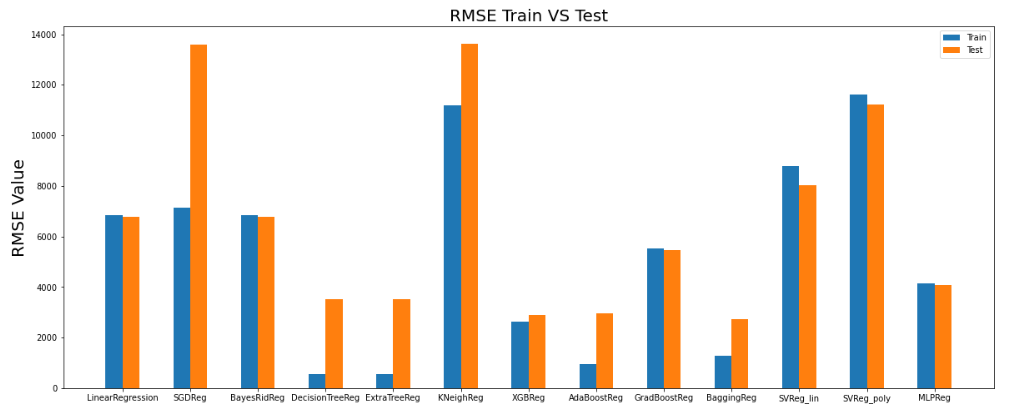 RMSE Train VS Test
Train
Test
RMSE Value
14000
12000
10000
8000
6000
4000
2000
0
LinearRegression SGDReg BayesRidReg DecisionTreeReg ExtraTreeReg KNeighReg XGBReg AdaBoostReg GradBoostReg BaggingReg SVReg_lin SVReg_poly MLPReg